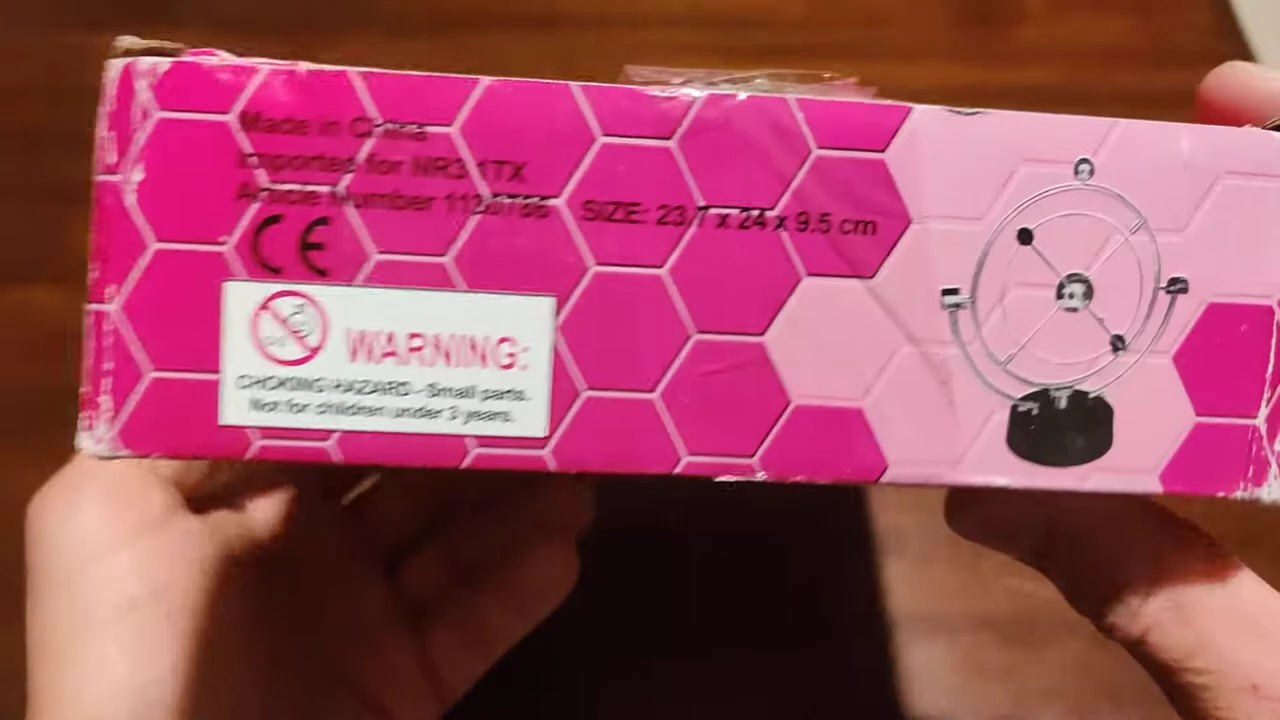 Made in China
Imported for NR3 1TX
Article Number SIZE: 23.7 x 24 x 9.5 cm
CE
WARNING:
CHOKING HAZARD - Small parts.
Not for children under 3 years.